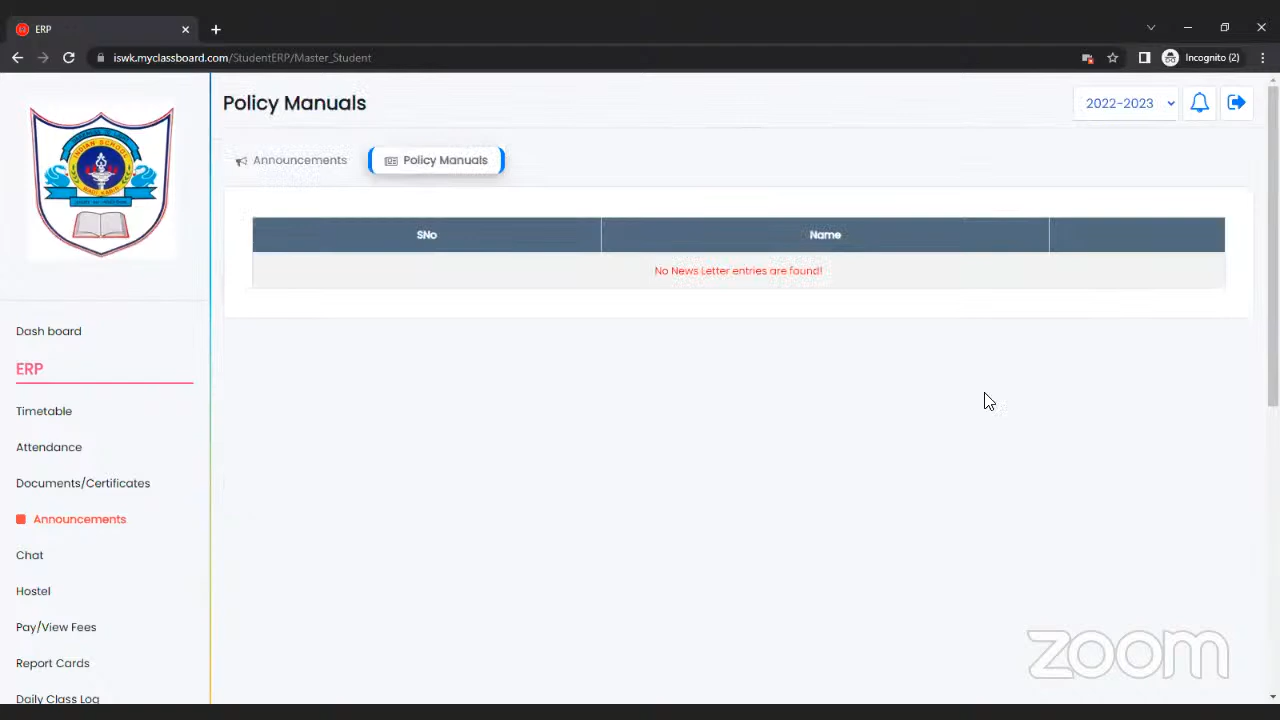 ERP
iswk.myclassboard.com/StudentERP/Master_Student
Incognito (2)
INDIAN SCHOOL
Policy Manuals
2022-2023
Announcements
Policy Manuals
SNo
Name
No News Letter entries are found!
Dash board
ERP
Timetable
Attendance
Documents/Certificates
Announcements
Chat
Hostel
Pay/View Fees
Report Cards
Daily Class Log
zoom